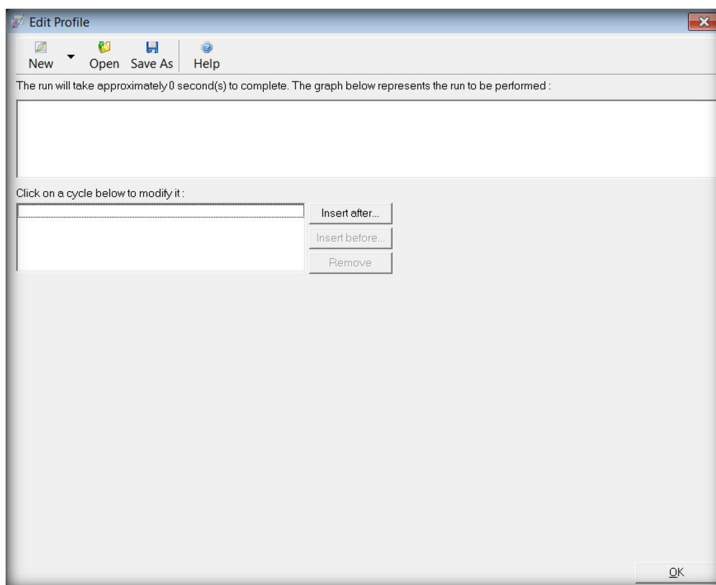 Edit Profile
New Open Save As Help
The run will take approximately 0 second(s) to complete. The graph below represents the run to be performed :
Click on a cycle below to modify it :
Insert after...
Insert before...
Remove
OK